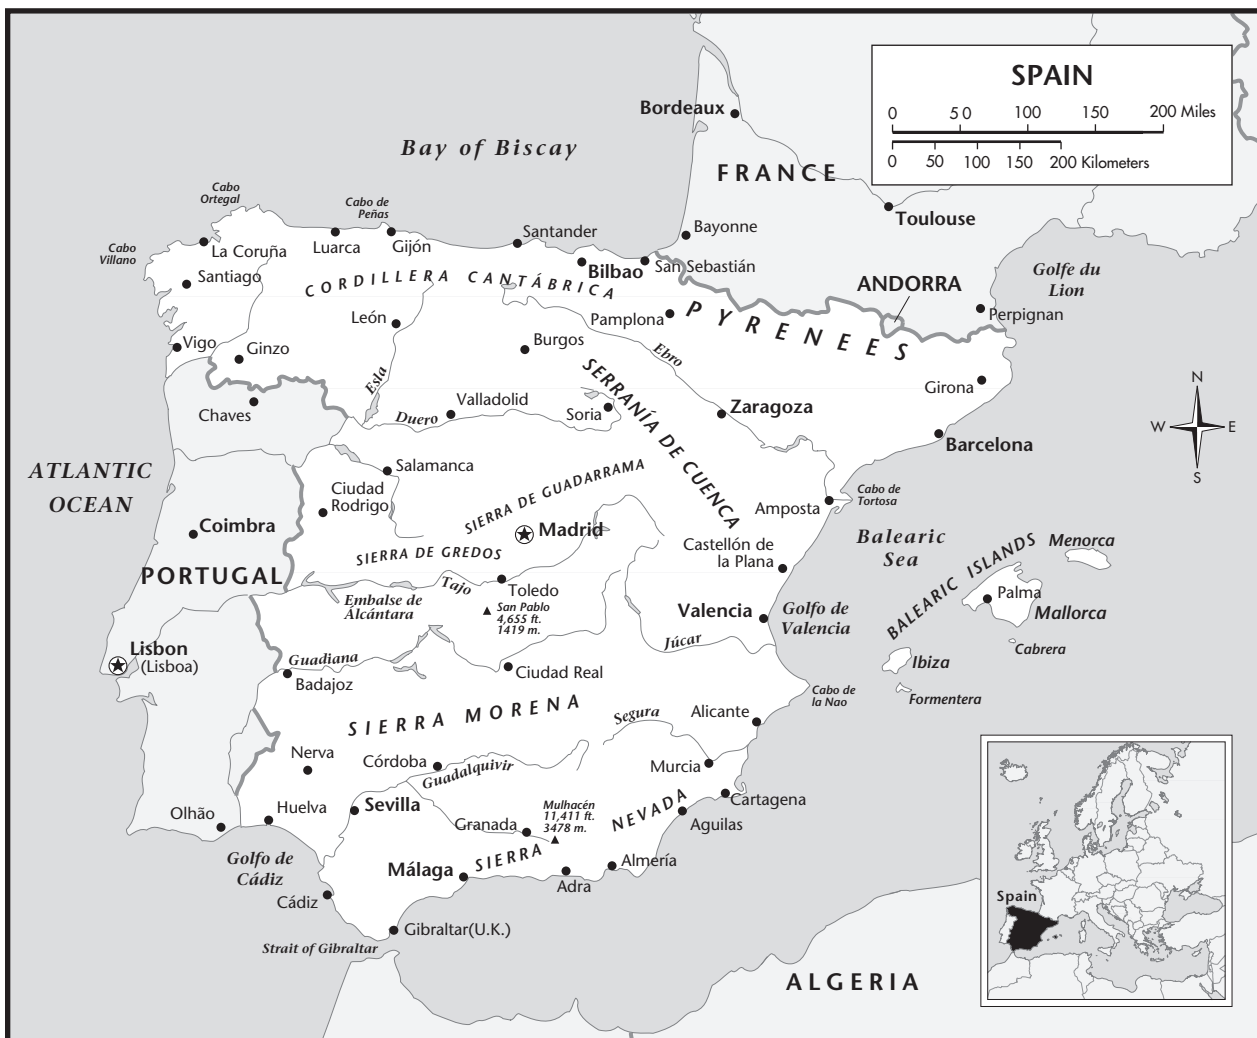 SPAIN
0 50 100 150 200 Miles
0 50 100 150 200 Kilometers
Bordeaux
Bay of Biscay
FRANCE
Toulouse
Cabo
Ortegal
Cabo de
Peñas
Cabo
Villano
La Coruña
Luarca
Gijón
Santander
Bayonne
Bilbao
San Sebastián
Santiago
CORDILLERA CANTÁBRICA
ANDORRA
Golfe du
Lion
León
Pamplona
PYRENEES
Perpignan
Vigo
Ginzo
Burgos
Ebro
Esla
SERRANÍA DE CUENCA
Girona
N
W E
S
Chaves
Duero
Valladolid
Soria
Zaragoza
Barcelona
ATLANTIC
OCEAN
Salamanca
Ciudad
Rodrigo
SIERRA DE GUADARRAMA
Cabo de
Tortosa
Amposta
Coimbra
Madrid
Balearic
Sea
BALEARIC ISLANDS
Menorca
SIERRA DE GREDOS
Castellón de
la Plana
PORTUGAL
Tajo
Toledo
Embalse de
Alcántara
San Pablo
4,655 ft.
1419 m.
Palma
Mallorca
Valencia
Golfo de
Valencia
Lisbon
(Lisboa)
Júcar
Cabrera
Guadiana
Badajoz
Ciudad Real
Ibiza
Formentera
Cabo de
la Nao
SIERRA MORENA
Segura
Alicante
Nerva
Córdoba
Guadalquivir
Murcia
Olhão
Huelva
Sevilla
Mulhacén
11,411 ft.
3478 m.
Cartagena
Granada
SIERRA NEVADA
Aguilas
Golfo de
Cádiz
Málaga
Almería
Adra
Cádiz
Gibraltar(U.K.)
Strait of Gibraltar
ALGERIA
Spain